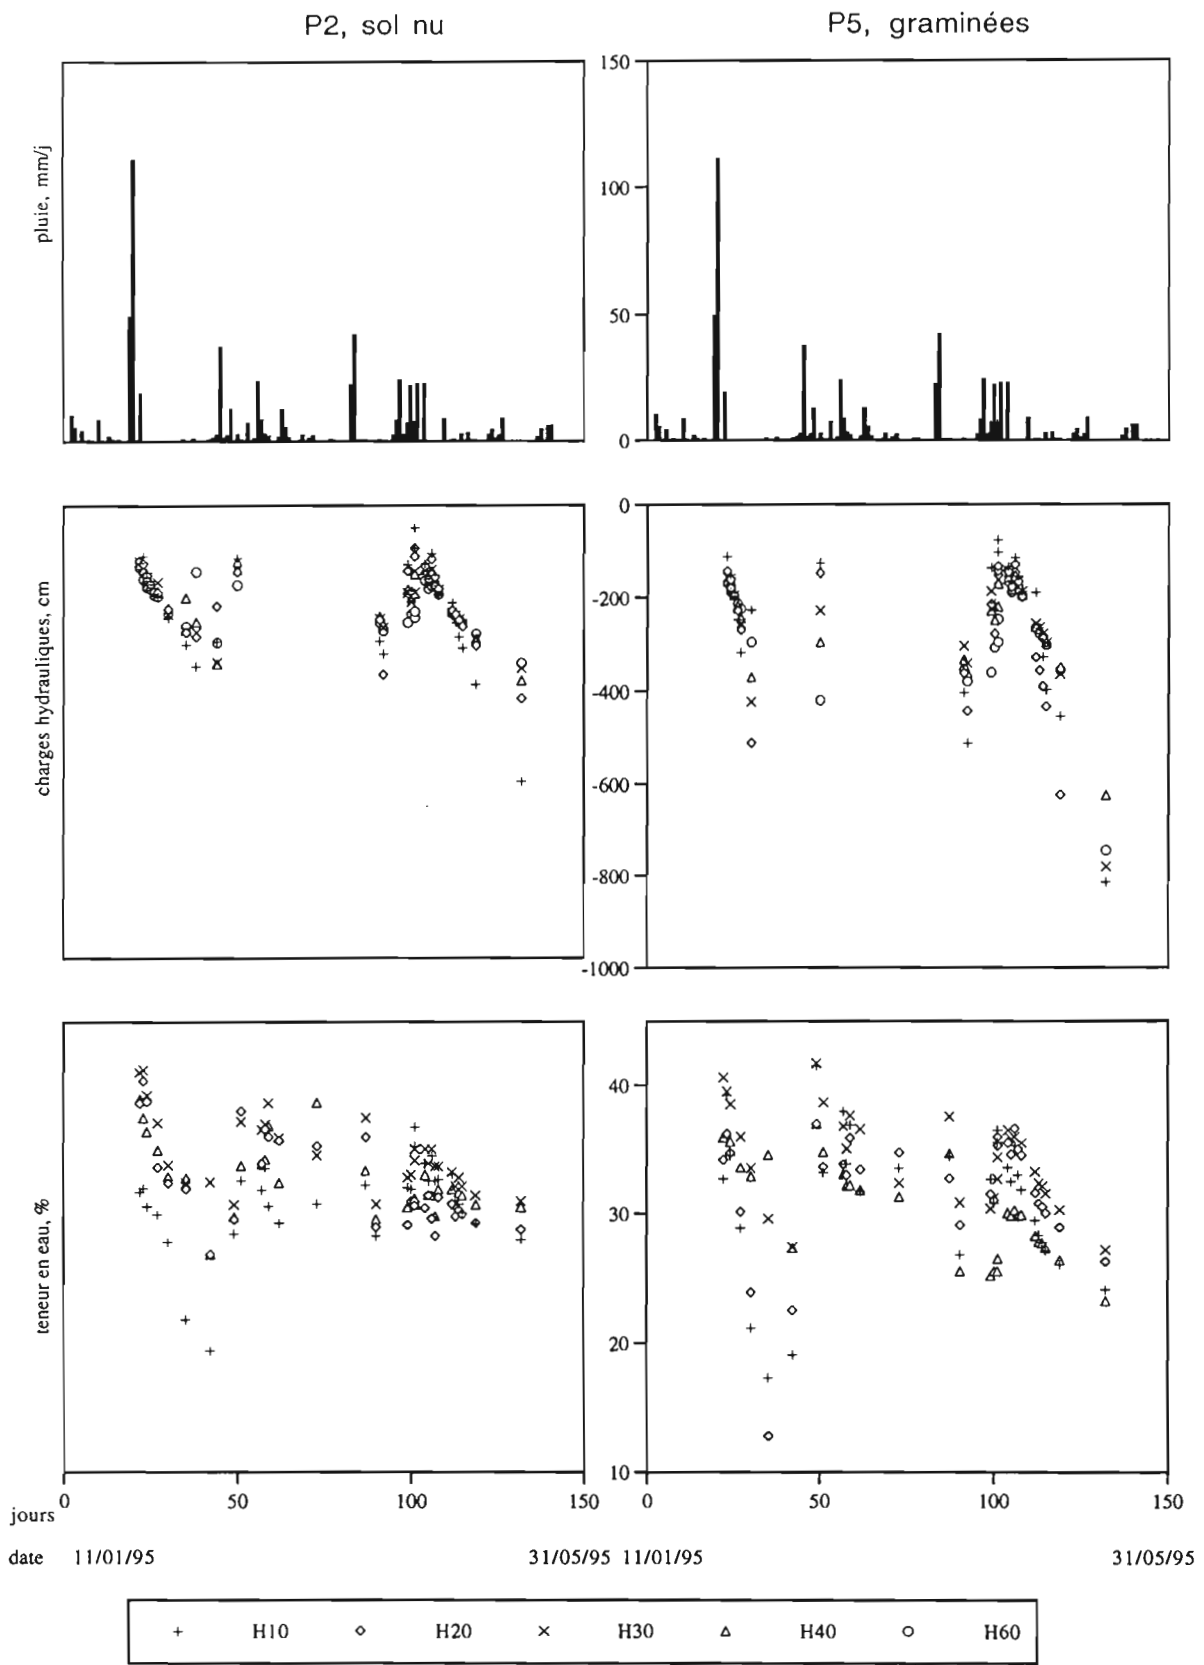 P2, sol nu
P5, graminées
pluie, mm/j
150
100
50
0
charges hydrauliques, cm
0
-200
-400
-600
-800
-1000
teneur en eau, %
40
30
20
10
jours
0 50 100 150
0 50 100 150
date 11/01/95 31/05/95 11/01/95 31/05/95
+ H10 ◇ H20 × H30 △ H40 ○ H60